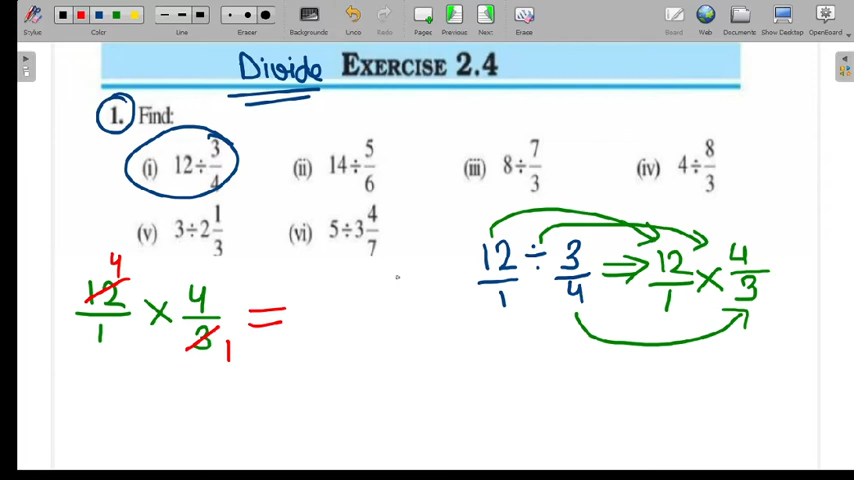 Stylus Color Line Eraser Backgrounds Undo Redo Pages Previous Next Erase Board Web Documents Show Desktop OpenBoard
Divide EXERCISE 2.4
1. Find:
(i) 12 ÷ 3/4 (ii) 14 ÷ 5/6 (iii) 8 ÷ 7/3 (iv) 4 ÷ 8/3
(v) 3 ÷ 2 1/3 (vi) 5 ÷ 3 4/7
12/1 ÷ 3/4 ⇒ 12/1 × 4/3
4
12/1 × 4/3 =
1